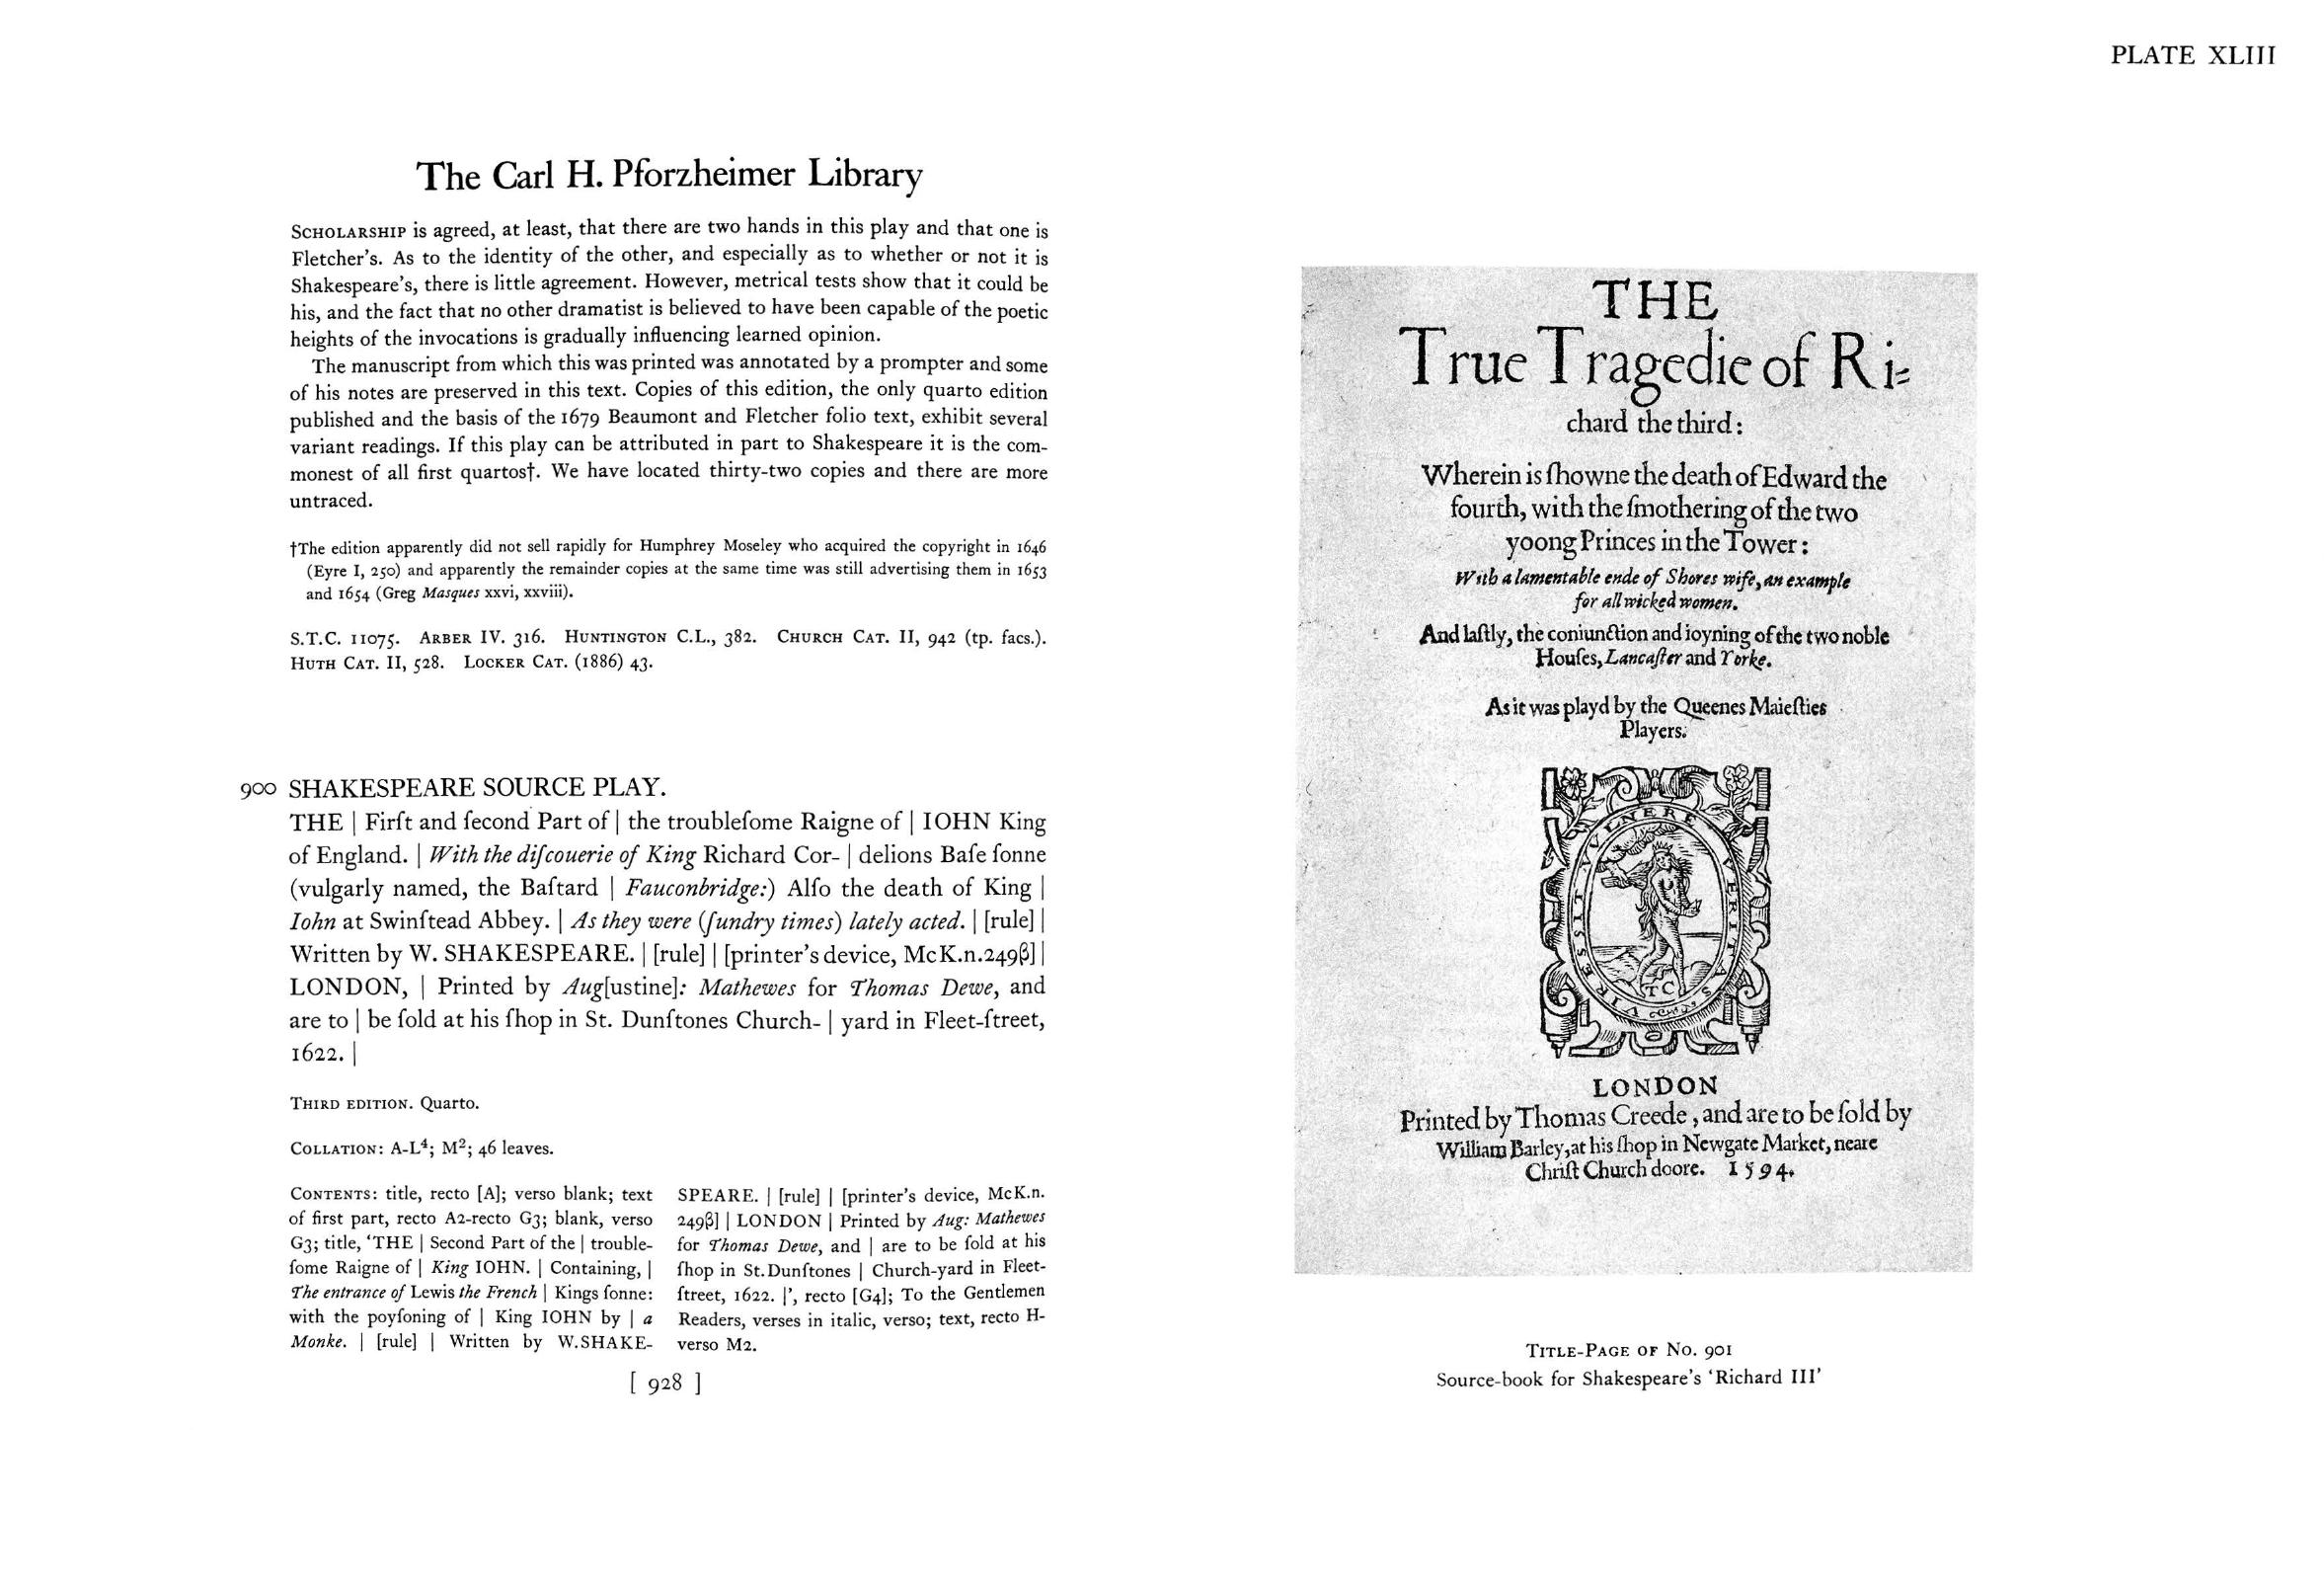 The Carl H. Pforzheimer Library
SCHOLARSHIP is agreed, at least, that there are two hands in this play and that one is
Fletcher's. As to the identity of the other, and especially as to whether or not it is
Shakespeare's, there is little agreement. However, metrical tests show that it could be
his, and the fact that no other dramatist is believed to have been capable of the poetic
heights of the invocations is gradually influencing learned opinion.
The manuscript from which this was printed was annotated by a prompter and some
of his notes are preserved in this text. Copies of this edition, the only quarto edition
published and the basis of the 1679 Beaumont and Fletcher folio text, exhibit several
variant readings. If this play can be attributed in part to Shakespeare it is the com-
monest of all first quartos†. We have located thirty-two copies and there are more
untraced.
†The edition apparently did not sell rapidly for Humphrey Moseley who acquired the copyright in 1646
(Eyre I, 250) and apparently the remainder copies at the same time was still advertising them in 1653
and 1654 (Greg Masques xxvi, xxviii).
S.T.C. 11075. ARBER IV. 316. HUNTINGTON C.L., 382. CHURCH CAT. II, 942 (tp. facs.).
HUTH CAT. II, 528. LOCKER CAT. (1886) 43.
900 SHAKESPEARE SOURCE PLAY.
THE | Firſt and ſecond Part of | the troubleſome Raigne of | IOHN King
of England. | With the diſcouerie of King Richard Cor- | delions Baſe ſonne
(vulgarly named, the Baſtard | Fauconbridge:) Alſo the death of King |
Iohn at Swinſtead Abbey. | As they were (ſundry times) lately acted. | [rule] |
Written by W. SHAKESPEARE. | [rule] | [printer's device, McK.n.249β] |
LONDON, | Printed by Aug[ustine]: Mathewes for Thomas Dewe, and
are to | be ſold at his ſhop in St. Dunſtones Church- | yard in Fleet-ſtreet,
1622. |
THIRD EDITION. Quarto.
COLLATION: A-L⁴; M²; 46 leaves.
CONTENTS: title, recto [A]; verso blank; text
of first part, recto A2-recto G3; blank, verso
G3; title, ‘THE | Second Part of the | trouble-
ſome Raigne of | King IOHN. | Containing, |
The entrance of Lewis the French | Kings ſonne:
with the poyſoning of | King IOHN by | a
Monke. | [rule] | Written by W.SHAKE-
SPEARE. | [rule] | [printer's device, McK.n.
249β] | LONDON | Printed by Aug: Mathewes
for Thomas Dewe, and | are to be ſold at his
ſhop in St.Dunſtones | Church-yard in Fleet-
ſtreet, 1622. |’, recto [G4]; To the Gentlemen
Readers, verses in italic, verso; text, recto H-
verso M2.
[ 928 ]
PLATE XLIII
THE
True Tragedie of Ri-
chard the third:
Wherein is ſhowne the death of Edward the
fourth, with the ſmothering of the two
yoong Princes in the Tower:
With a lamentable ende of Shores wife, an example
for all wicked women.
And laſtly, the coniunction and ioyning of the two noble
Houſes, Lancaſter and Yorke.
As it was playd by the Queenes Maieſties
Players.
VIRESSIT VULNERE VERITAS
TC
LONDON
Printed by Thomas Creede, and are to be ſold by
William Barley, at his ſhop in Newgate Market, neare
Chriſt Church doore. 1594.
TITLE-PAGE OF NO. 901
Source-book for Shakespeare's ‘Richard III’